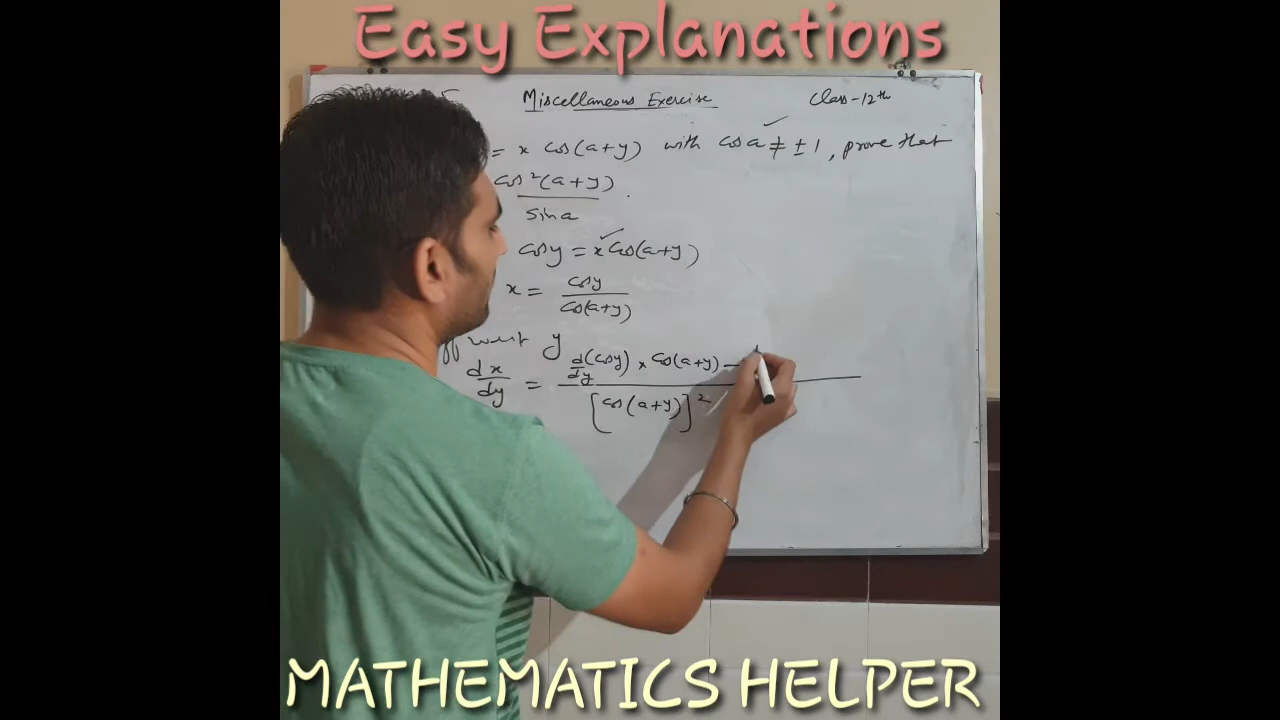 Easy Explanations
Miscellaneous Exercise Class-12th
= x cos(a+y) with cos a ≠ ±1, prove that
cos²(a+y)
sin a
cos y = x cos(a+y)
x = cos y
cos(a+y)
w.r.t y
dx
dy
= d/dy (cos y) × cos(a+y) −
[cos(a+y)]²
MATHEMATICS HELPER